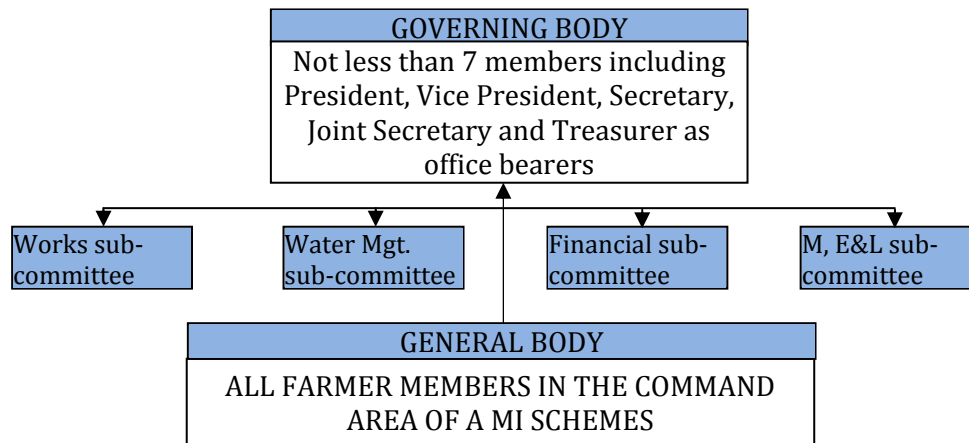 GOVERNING BODY
Not less than 7 members including
President, Vice President, Secretary,
Joint Secretary and Treasurer as
office bearers
Works sub-
committee
Water Mgt.
sub-committee
Financial sub-
committee
M, E&L sub-
committee
GENERAL BODY
ALL FARMER MEMBERS IN THE COMMAND
AREA OF A MI SCHEMES